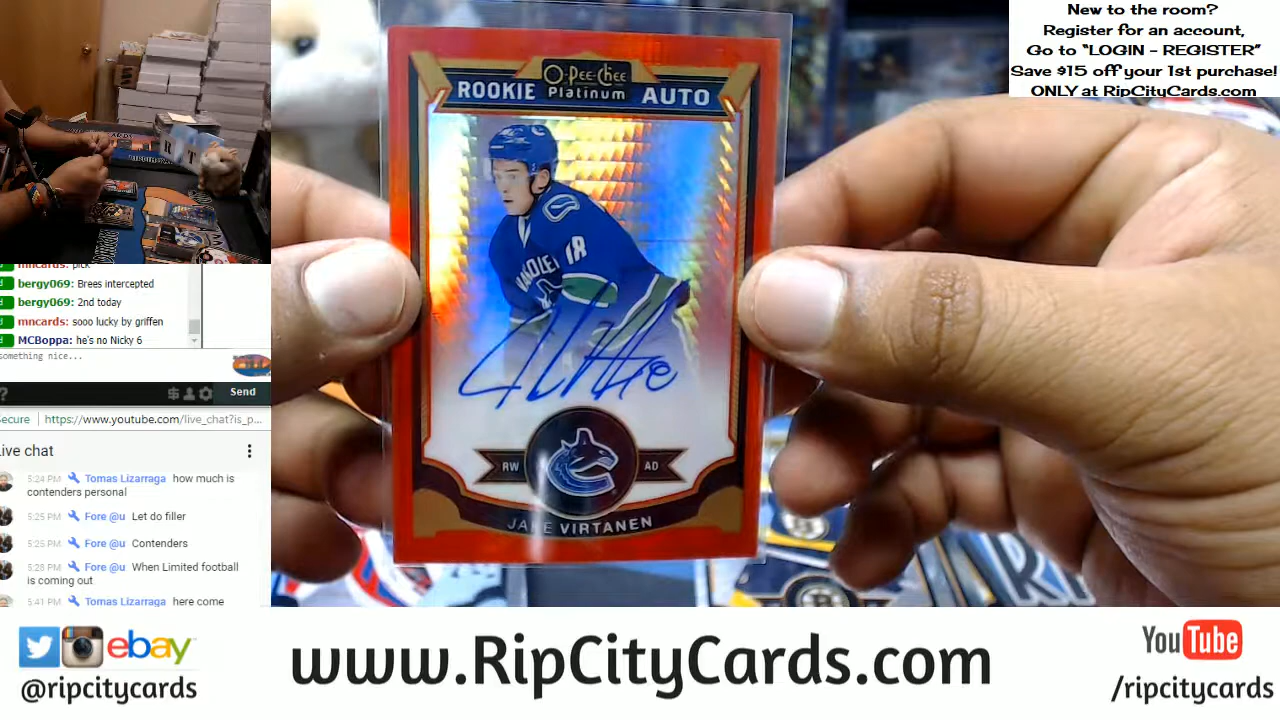 New to the room?
Register for an account,
Go to “LOGIN - REGISTER”
Save $15 off your 1st purchase!
ONLY at RipCityCards.com
O-Pee-Chee
Platinum
ROOKIE AUTO
18
RW AD
JAKE VIRTANEN
mncards: pick
bergy069: Brees intercepted
bergy069: 2nd today
mncards: sooo lucky by griffen
MCBoppa: he's no Nicky 6
something nice...
Send
Secure https://www.youtube.com/live_chat?is_p...
Live chat
5:24 PM Tomas Lizarraga how much is
contenders personal
5:25 PM Fore @u Let do filler
5:25 PM Fore @u Contenders
5:28 PM Fore @u When Limited football
is coming out
5:41 PM Tomas Lizarraga here come
ebay
@ripcitycards
www.RipCityCards.com
YouTube
/ripcitycards